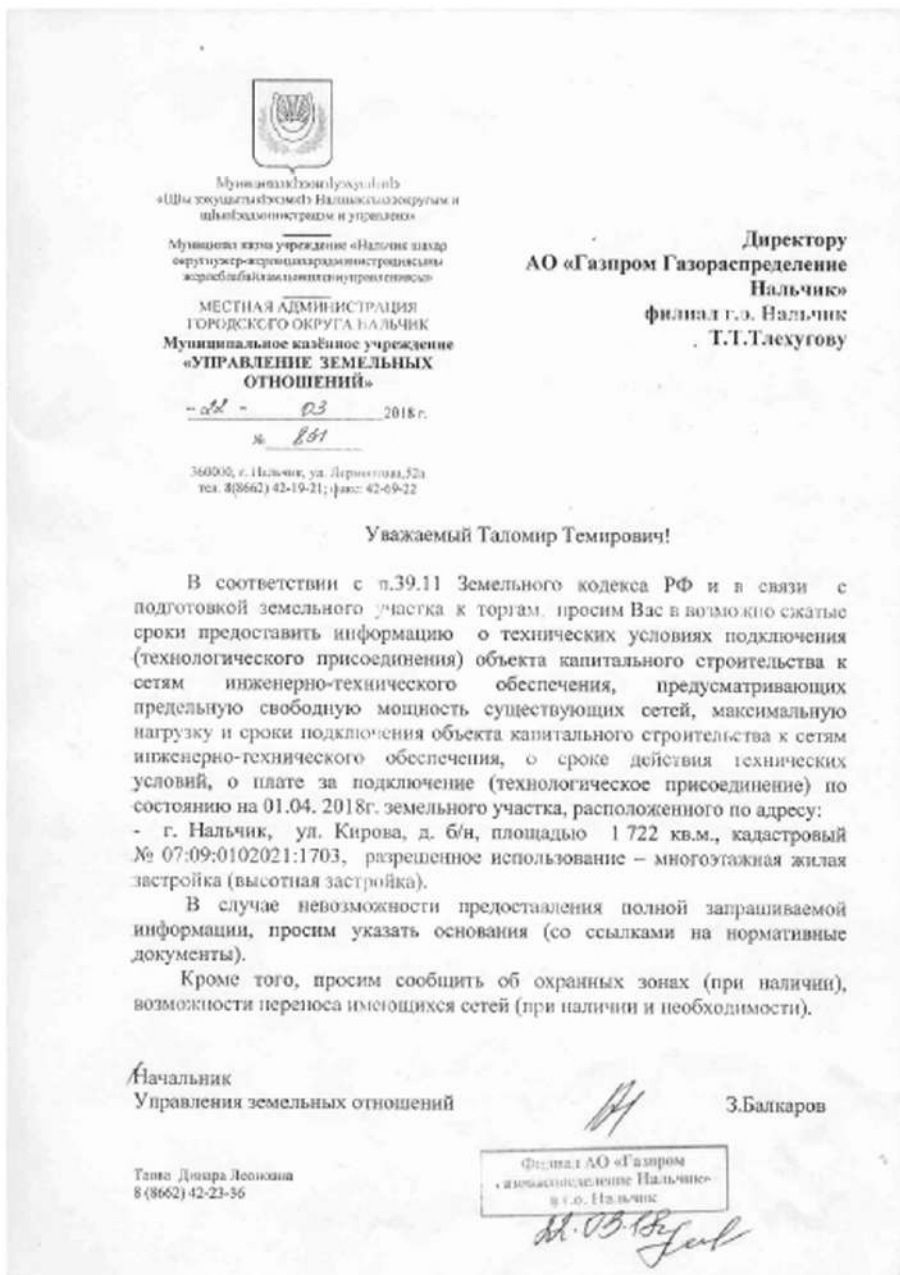 МЕСТНАЯ АДМИНИСТРАЦИЯ
ГОРОДСКОГО ОКРУГА НАЛЬЧИК
Муниципальное казённое учреждение
«УПРАВЛЕНИЕ ЗЕМЕЛЬНЫХ
ОТНОШЕНИЙ»
- 22 - 03 2018 г.
№
360000, г. Нальчик, ул.
тел. 8(8662) 42-19-21; факс: 42-69-22
Директору
АО «Газпром Газораспределение
Нальчик»
филиал г.о. Нальчик
Т.Т.Тлехугову
Уважаемый Таломир Темирович!
В соответствии с п.39.11 Земельного кодекса РФ и в связи с
подготовкой земельного участка к торгам, просим Вас в возможно сжатые
сроки предоставить информацию о технических условиях подключения
(технологического присоединения) объекта капитального строительства к
сетям инженерно-технического обеспечения, предусматривающих
предельную свободную мощность существующих сетей, максимальную
нагрузку и сроки подключения объекта капитального строительства к сетям
инженерно-технического обеспечения, о сроке действия технических
условий, о плате за подключение (технологическое присоединение) по
состоянию на 01.04. 2018г. земельного участка, расположенного по адресу:
- г. Нальчик, ул. Кирова, д. б/н, площадью 1 722 кв.м., кадастровый
№ 07:09:0102021:1703, разрешенное использование – многоэтажная жилая
застройка (высотная застройка).
В случае невозможности предоставления полной запрашиваемой
информации, просим указать основания (со ссылками на нормативные
документы).
Кроме того, просим сообщить об охранных зонах (при наличии),
возможности переноса имеющихся сетей (при наличии и необходимости).
Начальник
Управления земельных отношений
З.Балкаров
8 (8662) 42-23-36
Филиал АО «Газпром
газораспределение Нальчик»
в г.о. Нальчик
22.03.18г